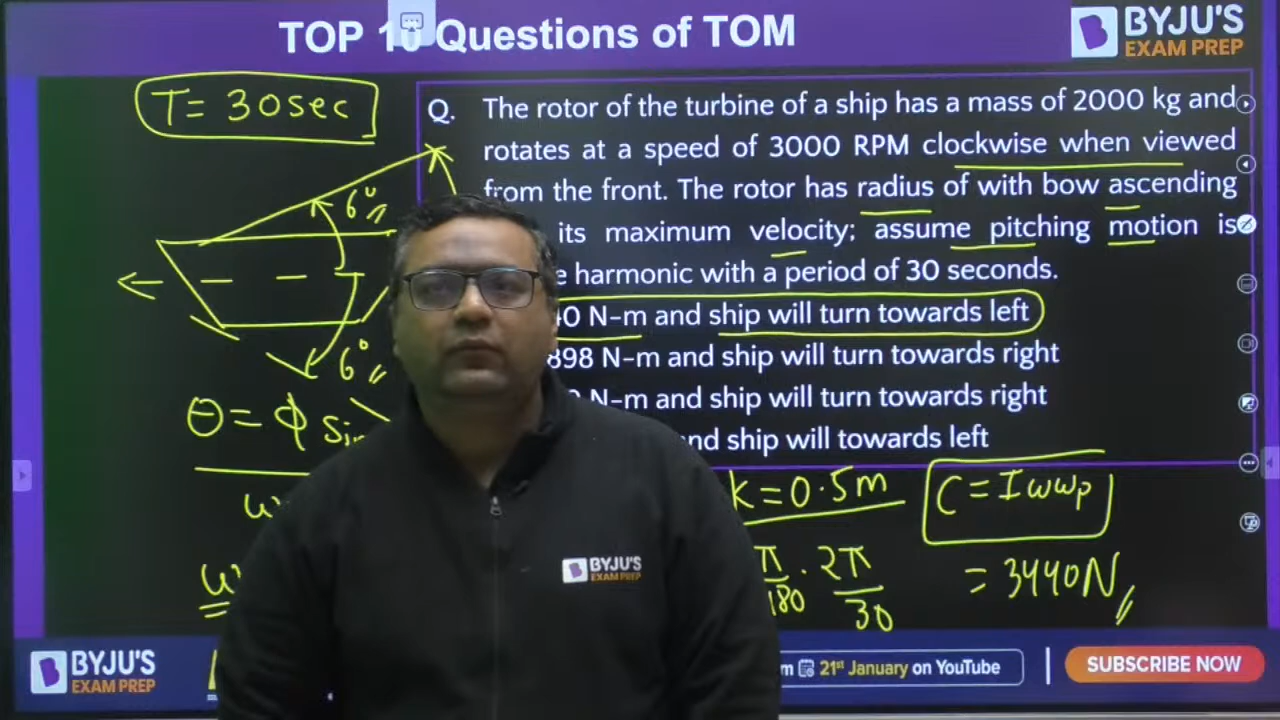 TOP 10 Questions of TOM
BYJU'S
EXAM PREP
T = 30sec
Q. The rotor of the turbine of a ship has a mass of 2000 kg and
rotates at a speed of 3000 RPM clockwise when viewed
from the front. The rotor has radius of with bow ascending
its maximum velocity; assume pitching motion is
harmonic with a period of 30 seconds.
N-m and ship will turn towards left
898 N-m and ship will turn towards right
N-m and ship will turn towards right
and ship will towards left
6°
6°
θ = ϕ sin
k = 0.5m
C = Iωωp
π/180 . 2π/30
= 3440N
BYJU'S
EXAM PREP
BYJU'S
EXAM PREP
21st January on YouTube
SUBSCRIBE NOW